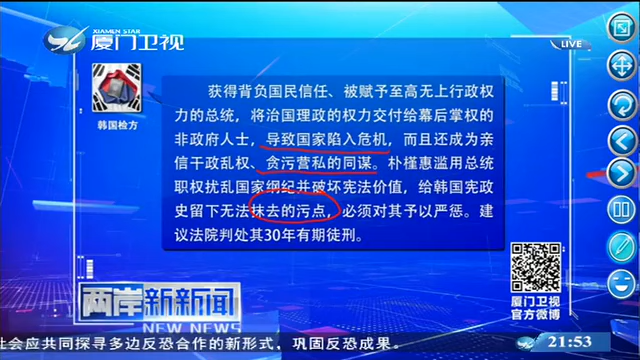 厦门卫视
XIAMEN STAR
LIVE
韩国检方
获得背负国民信任、被赋予至高无上行政权
力的总统，将治国理政的权力交付给幕后掌权的
非政府人士，导致国家陷入危机，而且还成为亲
信干政乱权、贪污营私的同谋。朴槿惠滥用总统
职权扰乱国家纲纪并破坏宪法价值，给韩国宪政
史留下无法抹去的污点，必须对其予以严惩。建
议法院判处其30年有期徒刑。
厦门卫视
官方微博
两岸新新闻
NEW NEWS
社会应共同探寻多边反恐合作的新形式，巩固反恐成果。
21:53